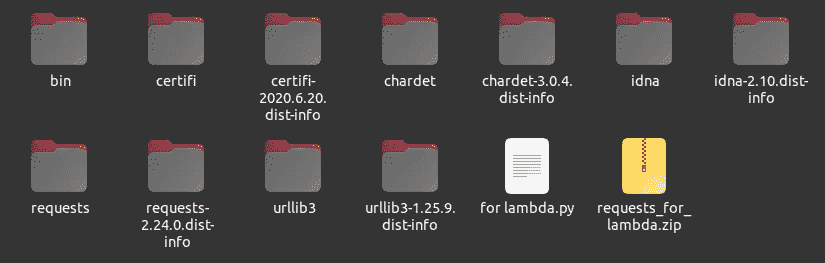 bin
certifi
certifi-
2020.6.20.
dist-info
chardet
chardet-3.0.4.
dist-info
idna
idna-2.10.dist-
info
requests
requests-
2.24.0.dist-
info
urllib3
urllib3-1.25.9.
dist-info
for lambda.py
requests_for_
lambda.zip